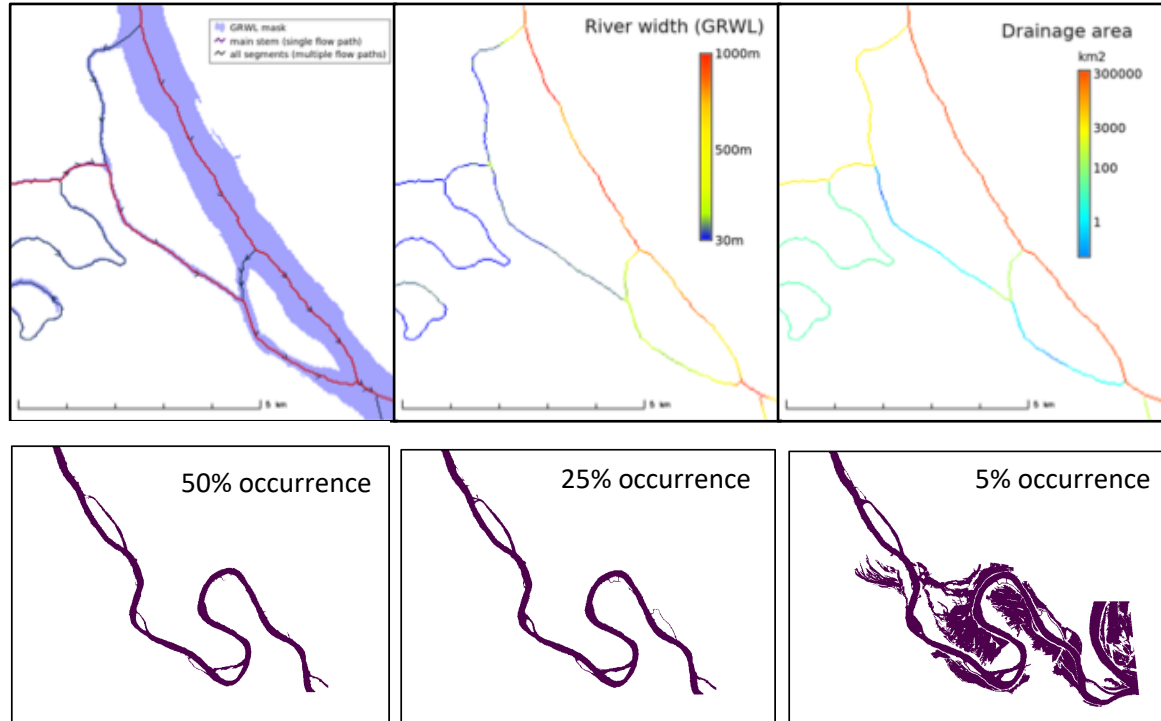 GRWL mask
main stem (single flow path)
all segments (multiple flow paths)
5 km
River width (GRWL)
1000m
500m
30m
5 km
Drainage area
km2
300000
3000
100
1
5 km
50% occurrence
25% occurrence
5% occurrence